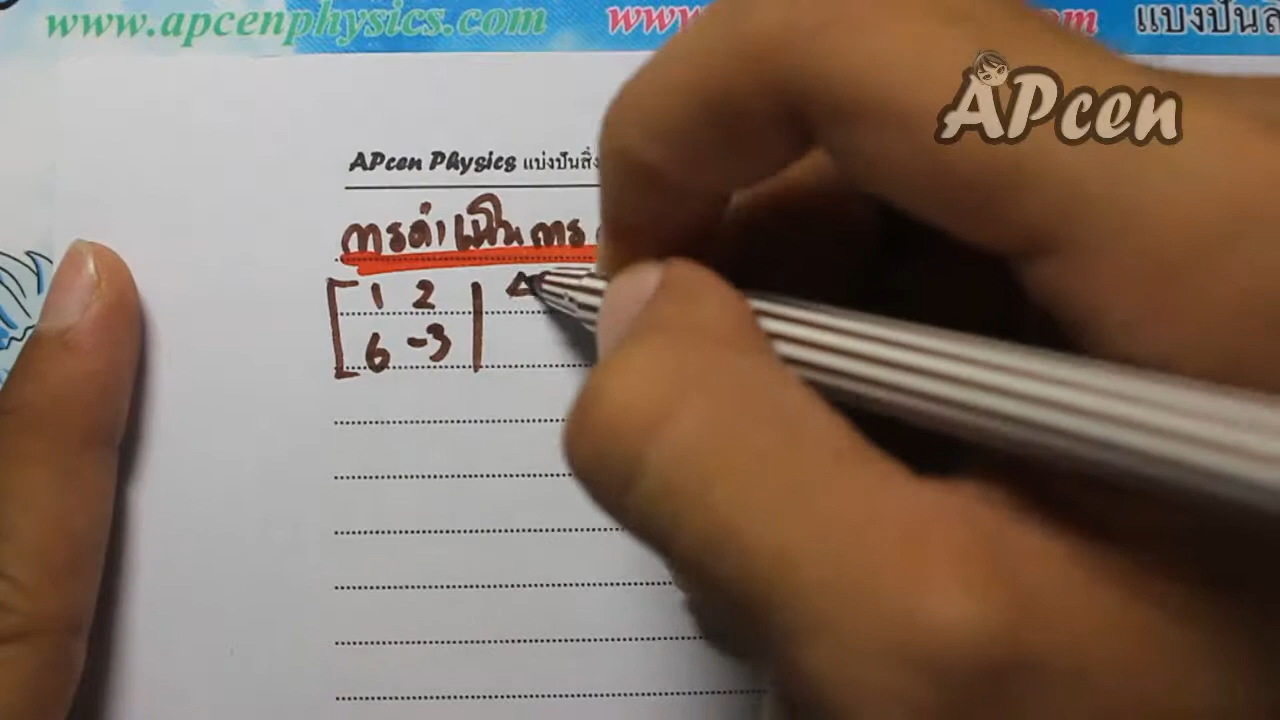 www.apcenphysics.com www. .com แบ่งปันสิ่
APcen
APcen Physics แบ่งปันสิ่ง
การดำเนินการ
1 2
6 -3